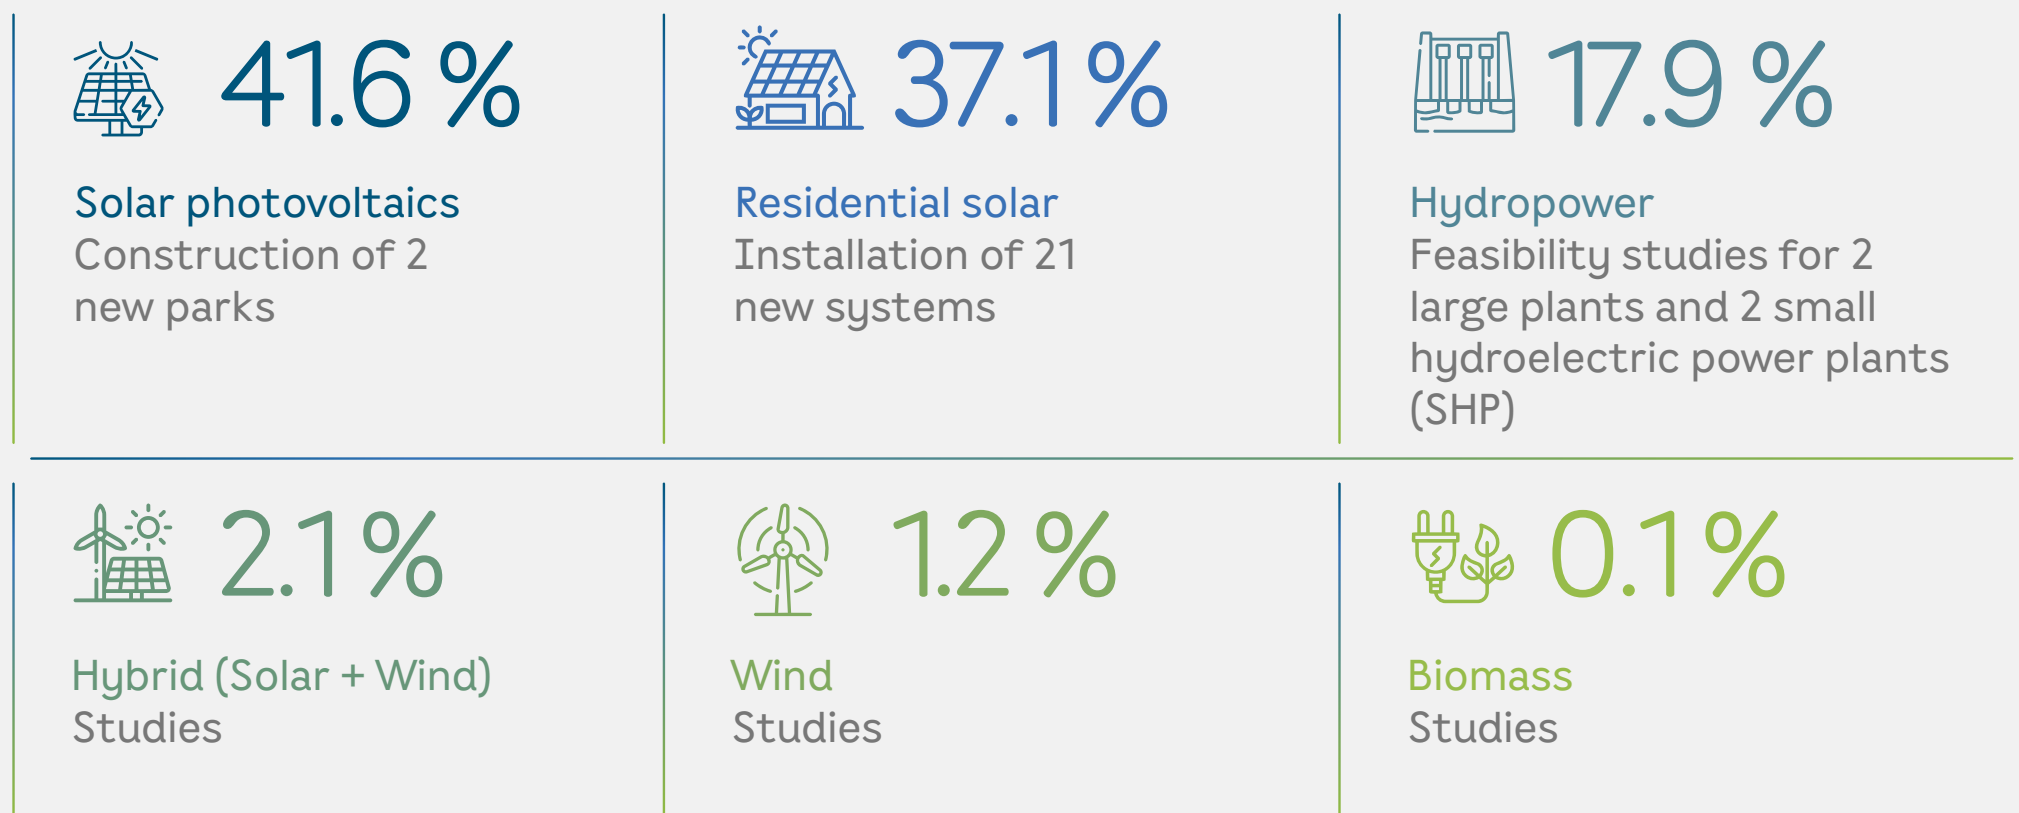 41.6 %
Solar photovoltaics
Construction of 2
new parks
37.1 %
Residential solar
Installation of 21
new systems
17.9 %
Hydropower
Feasibility studies for 2
large plants and 2 small
hydroelectric power plants
(SHP)
2.1 %
Hybrid (Solar + Wind)
Studies
1.2 %
Wind
Studies
0.1 %
Biomass
Studies